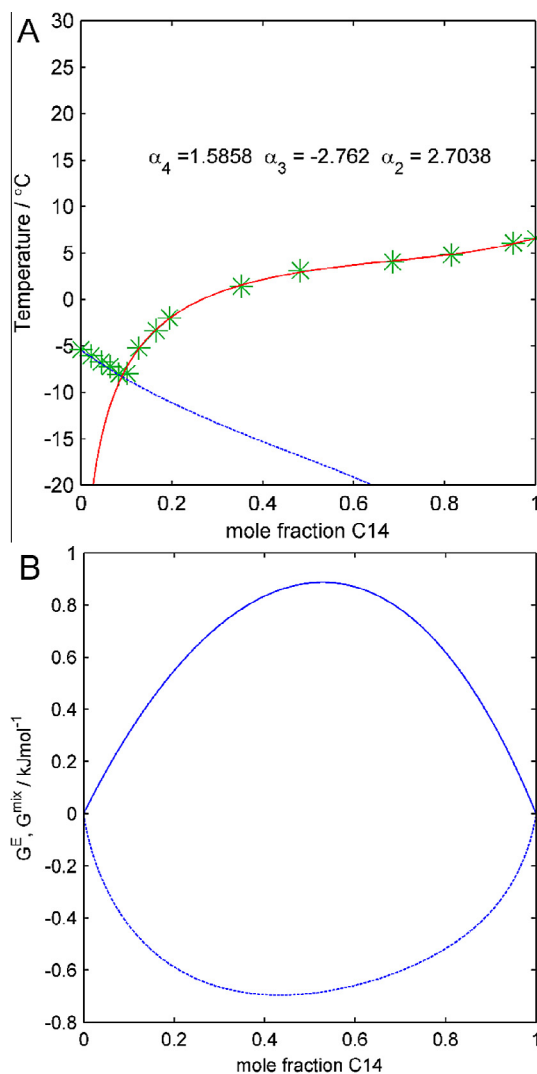 A
30
25
20
15
10
5
0
-5
-10
-15
-20
Temperature / °C
α4 =1.5858 α3 =-2.762 α2 =2.7038
0 0.2 0.4 0.6 0.8 1
mole fraction C14
B
1
0.8
0.6
0.4
0.2
0
-0.2
-0.4
-0.6
-0.8
G^E, G^mix / kJmol^-1
0 0.2 0.4 0.6 0.8 1
mole fraction C14